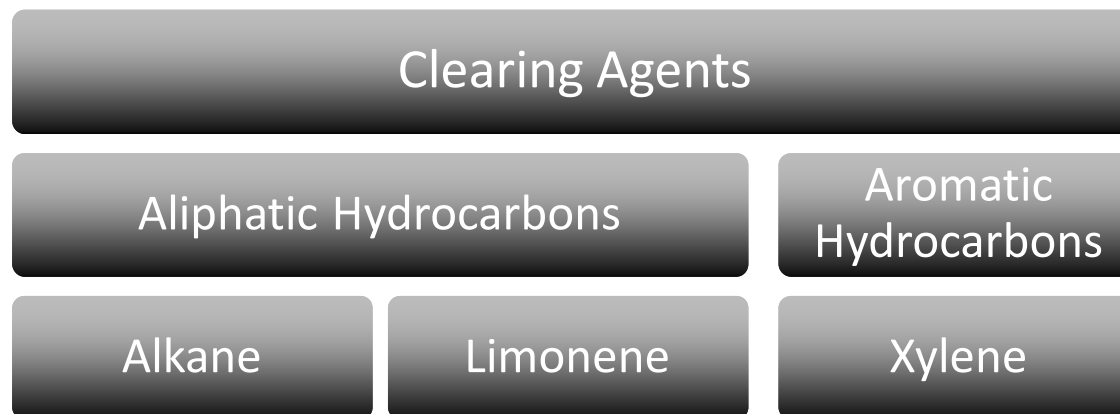 Clearing Agents
Aliphatic Hydrocarbons
Aromatic
Hydrocarbons
Alkane
Limonene
Xylene